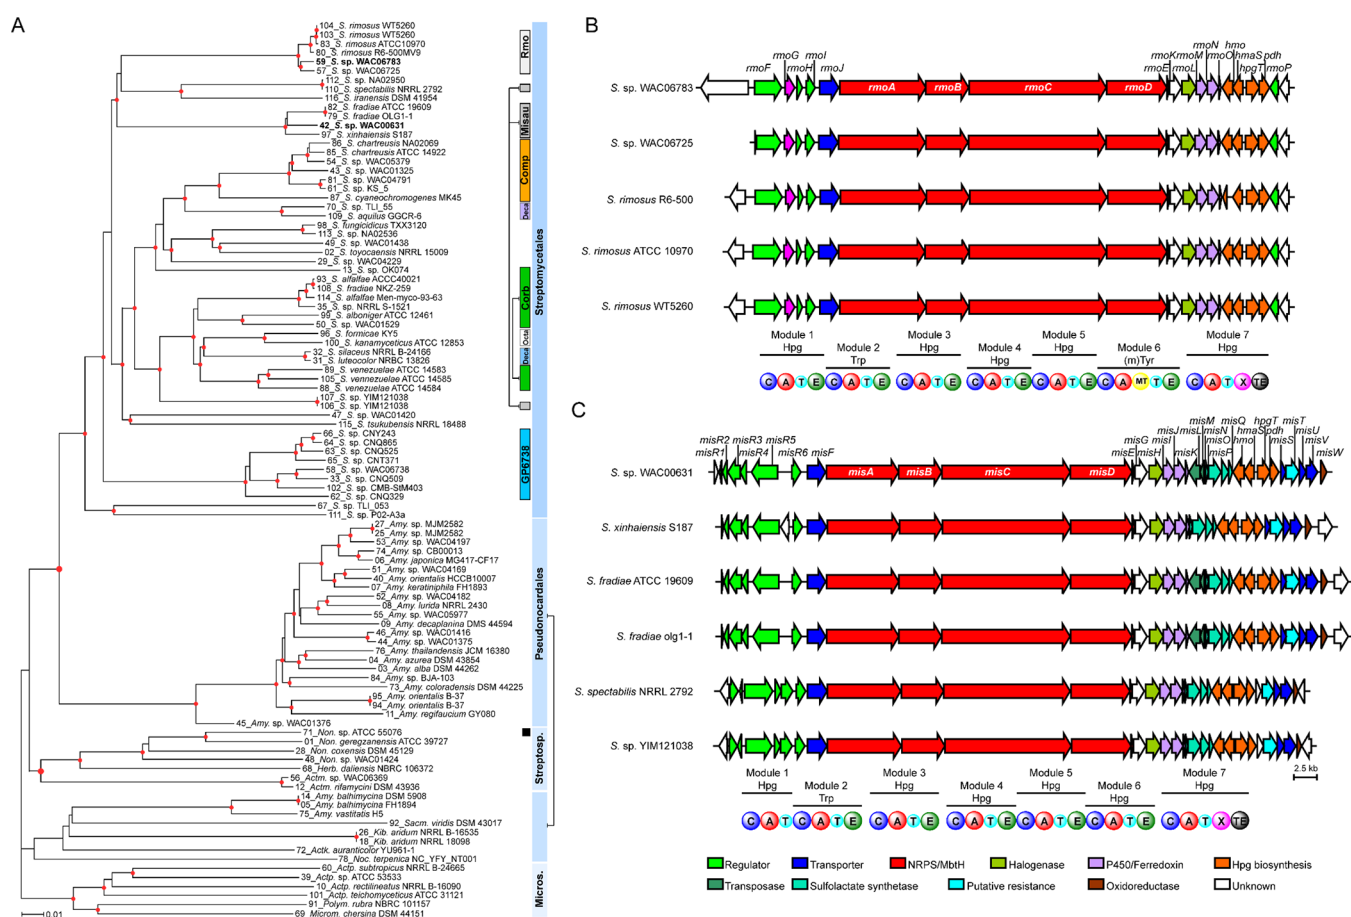 A
104_S. rimosus WT5260
103_S. rimosus WT5260
83_S. rimosus ATCC10970
80_S. rimosus R6-500MV9
59_S. sp. WAC06783
57_S. sp. WAC06725
112_S. sp. NA02950
110_S. spectabilis NRRL 2792
116_S. iranensis DSM 41954
82_S. fradiae ATCC 19609
79_S. fradiae OLG1-1
42_S. sp. WAC00631
97_S. xinhaiensis S187
86_S. chartreusis NA02069
85_S. chartreusis ATCC 14922
54_S. sp. WAC05379
43_S. sp. WAC01325
81_S. sp. WAC04791
61_S. sp. KS_5
87_S. cyaneochromogenes MK45
70_S. sp. TLI_55
109_S. aquilus GGCR-6
98_S. fungicidicus TXX3120
113_S. sp. NA02536
49_S. sp. WAC01438
02_S. toyocaensis NRRL 15009
29_S. sp. WAC04229
13_S. sp. OK074
93_S. alfalfae ACCC40021
108_S. fradiae NKZ-259
114_S. alfalfae Men-myco-93-63
35_S. sp. NRRL S-1521
99_S. alboniger ATCC 12461
50_S. sp. WAC01529
96_S. formicae KY5
100_S. kanamyceticus ATCC 12853
32_S. silaceus NRRL B-24166
31_S. luteocolor NRBC 13826
89_S. venezuelae ATCC 14583
105_S. vennezuelae ATCC 14585
88_S. venezuelae ATCC 14584
107_S. sp. YIM121038
106_S. sp. YIM121038
47_S. sp. WAC01420
115_S. tsukubensis NRRL 18488
66_S. sp. CNY243
64_S. sp. CNQ865
63_S. sp. CNQ525
65_S. sp. CNT371
58_S. sp. WAC06738
33_S. sp. CNQ509
102_S. sp. CMB-StM403
62_S. sp. CNQ329
67_S. sp. TLI_053
111_S. sp. P02-A3a
27_Amy. sp. MJM2582
25_Amy. sp. MJM2582
53_Amy. sp. WAC04197
74_Amy. sp. CB00013
06_Amy. japonica MG417-CF17
51_Amy. sp. WAC04169
40_Amy. orientalis HCCB10007
07_Amy. keratiniphila FH1893
52_Amy. sp. WAC04182
08_Amy. lurida NRRL 2430
55_Amy. sp. WAC05977
09_Amy. decaplanina DMS 44594
46_Amy. sp. WAC01416
44_Amy. sp. WAC01375
76_Amy. thailandensis JCM 16380
04_Amy. azurea DSM 43854
03_Amy. alba DSM 44262
84_Amy. sp. BJA-103
73_Amy. coloradensis DSM 44225
95_Amy. orientalis B-37
94_Amy. orientalis B-37
11_Amy. regifaucium GY080
45_Amy. sp. WAC01376
71_Non. sp. ATCC 55076
01_Non. geregzanensis ATCC 39727
28_Non. coxensis DSM 45129
48_Non. sp. WAC01424
68_Herb. daliensis NBRC 106372
56_Actm. sp. WAC06369
12_Actm. rifamycini DSM 43936
14_Amy. balhimycina DSM 5908
05_Amy. balhimycina FH1894
75_Amy. vastitatis H5
92_Sacm. viridis DSM 43017
26_Kib. aridum NRRL B-16535
18_Kib. aridum NRRL 18098
72_Actk. auranticolor YU961-1
78_Noc. terpenica NC_YFY_NT001
60_Actp. subtropicus NRRL B-24665
39_Actp. sp. ATCC 53533
10_Actp. rectilineatus NRRL B-16090
101_Actp. teichomyceticus ATCC 31121
91_Polym. rubra NBRC 101157
69_Microm. chersina DSM 44151
0.01
Rmo
Misau
Comp
Deca
Corb
Octa
Deca
GP6738
Streptomycetales
Pseudonocardales
Streptosp.
Micros.
B
rmoF
rmoG
rmoH
rmoI
rmoJ
rmoE
rmoK
rmoL
rmoM
rmoN
rmoO
hmo
hmaS
hpgT
pdh
rmoP
S. sp. WAC06783
rmoA
rmoB
rmoC
rmoD
S. sp. WAC06725
S. rimosus R6-500
S. rimosus ATCC 10970
S. rimosus WT5260
Module 1
Hpg
Module 2
Trp
Module 3
Hpg
Module 4
Hpg
Module 5
Hpg
Module 6
(m)Tyr
Module 7
Hpg
C A T E C A T E C A T E C A T E C A T E C A MT T E C A T X TE
C
misR2
misR1
misR3
misR4
misR5
misR6
misF
misE
misG
misH
misI
misJ
misK
misL
misM
misN
misO
misP
misQ
hmo
hmaS
hpgT
pdh
misS
misT
misU
misV
misW
S. sp. WAC00631
misA
misB
misC
misD
S. xinhaiensis S187
S. fradiae ATCC 19609
S. fradiae olg1-1
S. spectabilis NRRL 2792
S. sp. YIM121038
2.5 kb
Module 1
Hpg
Module 2
Trp
Module 3
Hpg
Module 4
Hpg
Module 5
Hpg
Module 6
Hpg
Module 7
Hpg
C A T C A T E C A T E C A T E C A T E C A T E C A T X TE
Regulator
Transporter
NRPS/MbtH
Halogenase
P450/Ferredoxin
Hpg biosynthesis
Transposase
Sulfolactate synthetase
Putative resistance
Oxidoreductase
Unknown